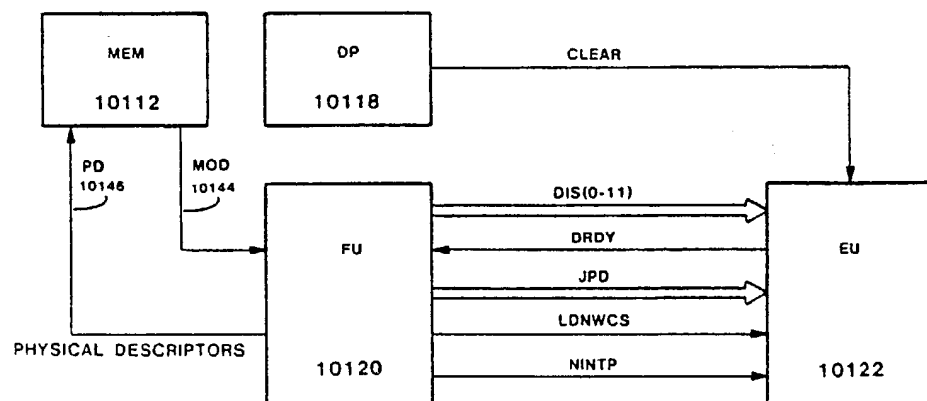 MEM
10112
DP
10118
CLEAR
PD
10146
MOD
10144
FU
10120
DIS(0-11)
DRDY
JPD
LDNWCS
NINTP
EU
10122
PHYSICAL DESCRIPTORS